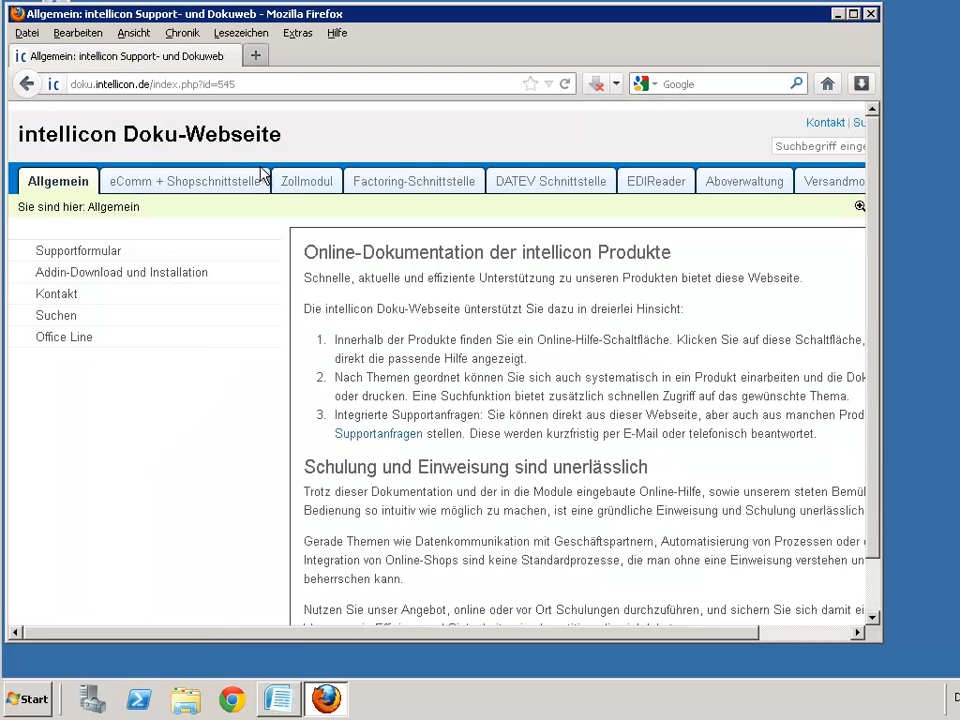 Allgemein: intellicon Support- und Dokuweb - Mozilla Firefox
Datei Bearbeiten Ansicht Chronik Lesezeichen Extras Hilfe
ic Allgemein: intellicon Support- und Dokuweb +
ic doku.intellicon.de/index.php?id=545 Google
intellicon Doku-Webseite
Kontakt | Su
Suchbegriff einge
Allgemein eComm + Shopschnittstelle Zollmodul Factoring-Schnittstelle DATEV Schnittstelle EDIReader Aboverwaltung Versandmo
Sie sind hier: Allgemein
Supportformular
Addin-Download und Installation
Kontakt
Suchen
Office Line
Online-Dokumentation der intellicon Produkte
Schnelle, aktuelle und effiziente Unterstützung zu unseren Produkten bietet diese Webseite.
Die intellicon Doku-Webseite ünterstützt Sie dazu in dreierlei Hinsicht:
1. Innerhalb der Produkte finden Sie ein Online-Hilfe-Schaltfläche. Klicken Sie auf diese Schaltfläche,
direkt die passende Hilfe angezeigt.
2. Nach Themen geordnet können Sie sich auch systematisch in ein Produkt einarbeiten und die Dok
oder drucken. Eine Suchfunktion bietet zusätzlich schnellen Zugriff auf das gewünschte Thema.
3. Integrierte Supportanfragen: Sie können direkt aus dieser Webseite, aber auch aus manchen Prod
Supportanfragen stellen. Diese werden kurzfristig per E-Mail oder telefonisch beantwortet.
Schulung und Einweisung sind unerlässlich
Trotz dieser Dokumentation und der in die Module eingebaute Online-Hilfe, sowie unserem steten Bemül
Bedienung so intuitiv wie möglich zu machen, ist eine gründliche Einweisung und Schulung unerlässlich
Gerade Themen wie Datenkommunikation mit Geschäftspartnern, Automatisierung von Prozessen oder
Integration von Online-Shops sind keine Standardprozesse, die man ohne eine Einweisung verstehen un
beherrschen kann.
Nutzen Sie unser Angebot, online oder vor Ort Schulungen durchzuführen, und sichern Sie sich damit ei
Start